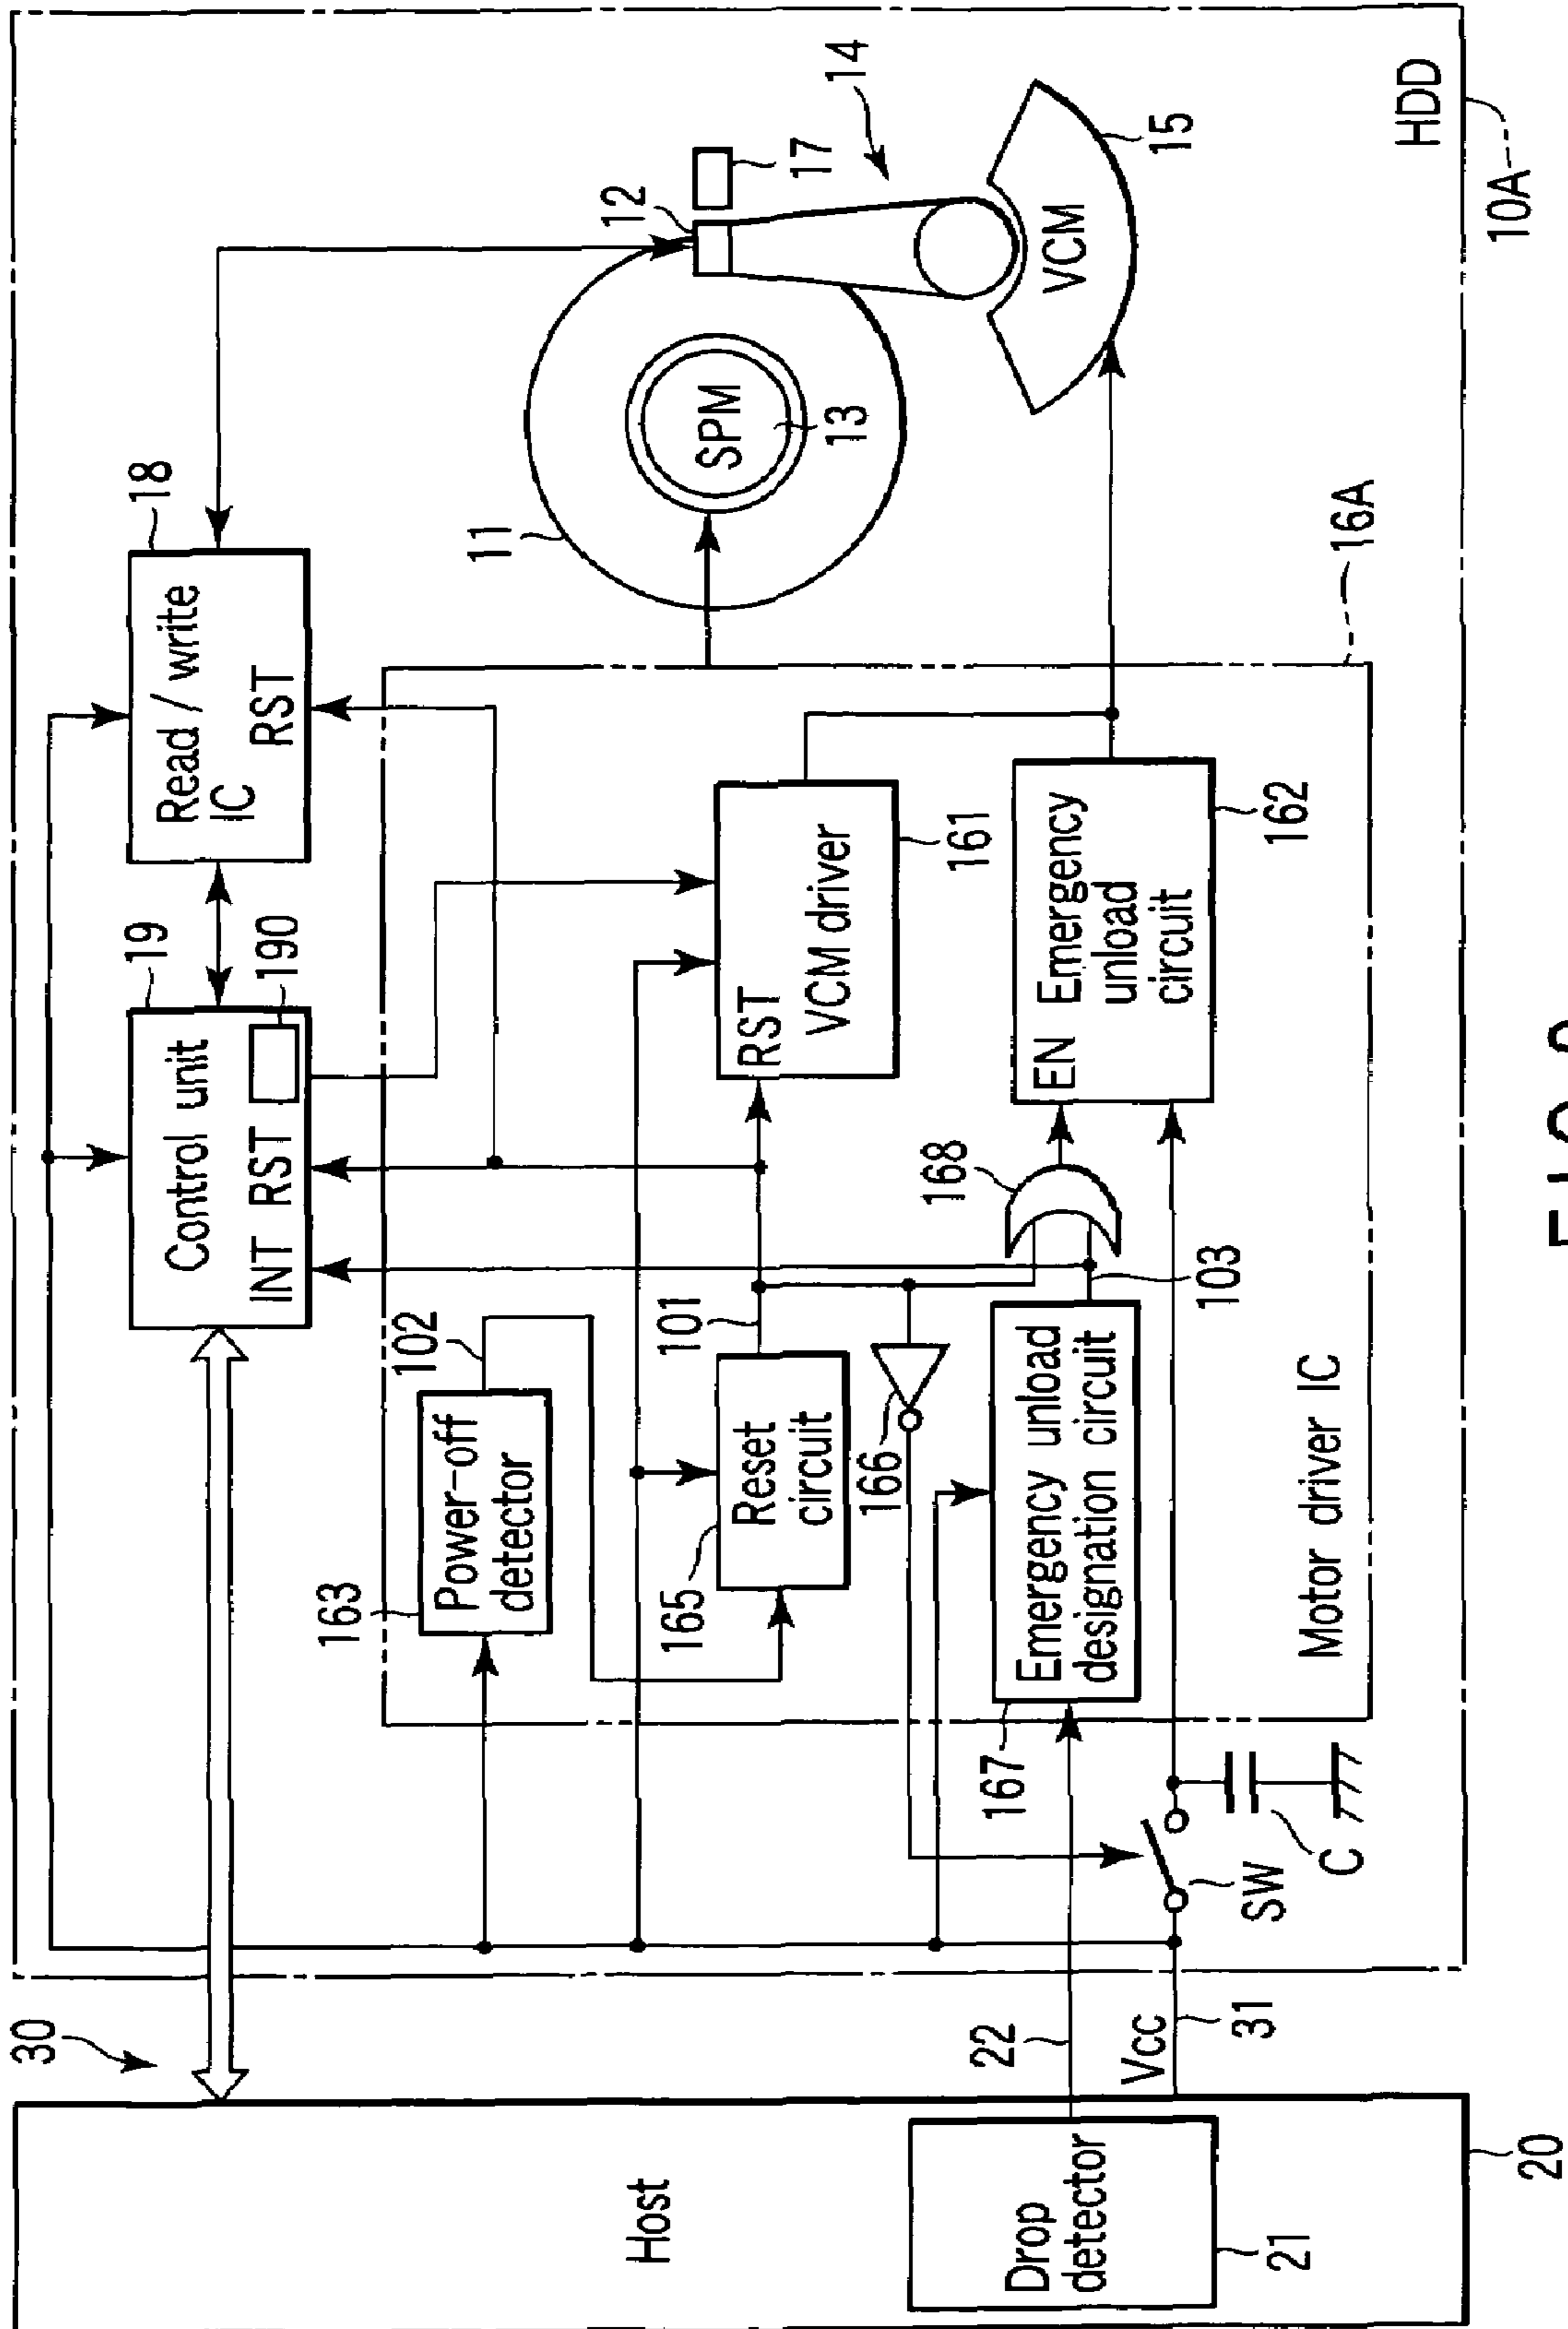 30
Host
Drop
detector
21
20
22
Vcc
31
SW
C
163
Power-off
detector
102
165
Reset
circuit
101
166
167
Emergency unload
designation circuit
103
168
Motor driver IC
Control unit
INT RST
19
190
Read / write
IC
RST
18
RST
VCM driver
161
EN
Emergency
unload
circuit
162
16A
11
SPM
13
12
17
14
VCM
15
HDD
10A